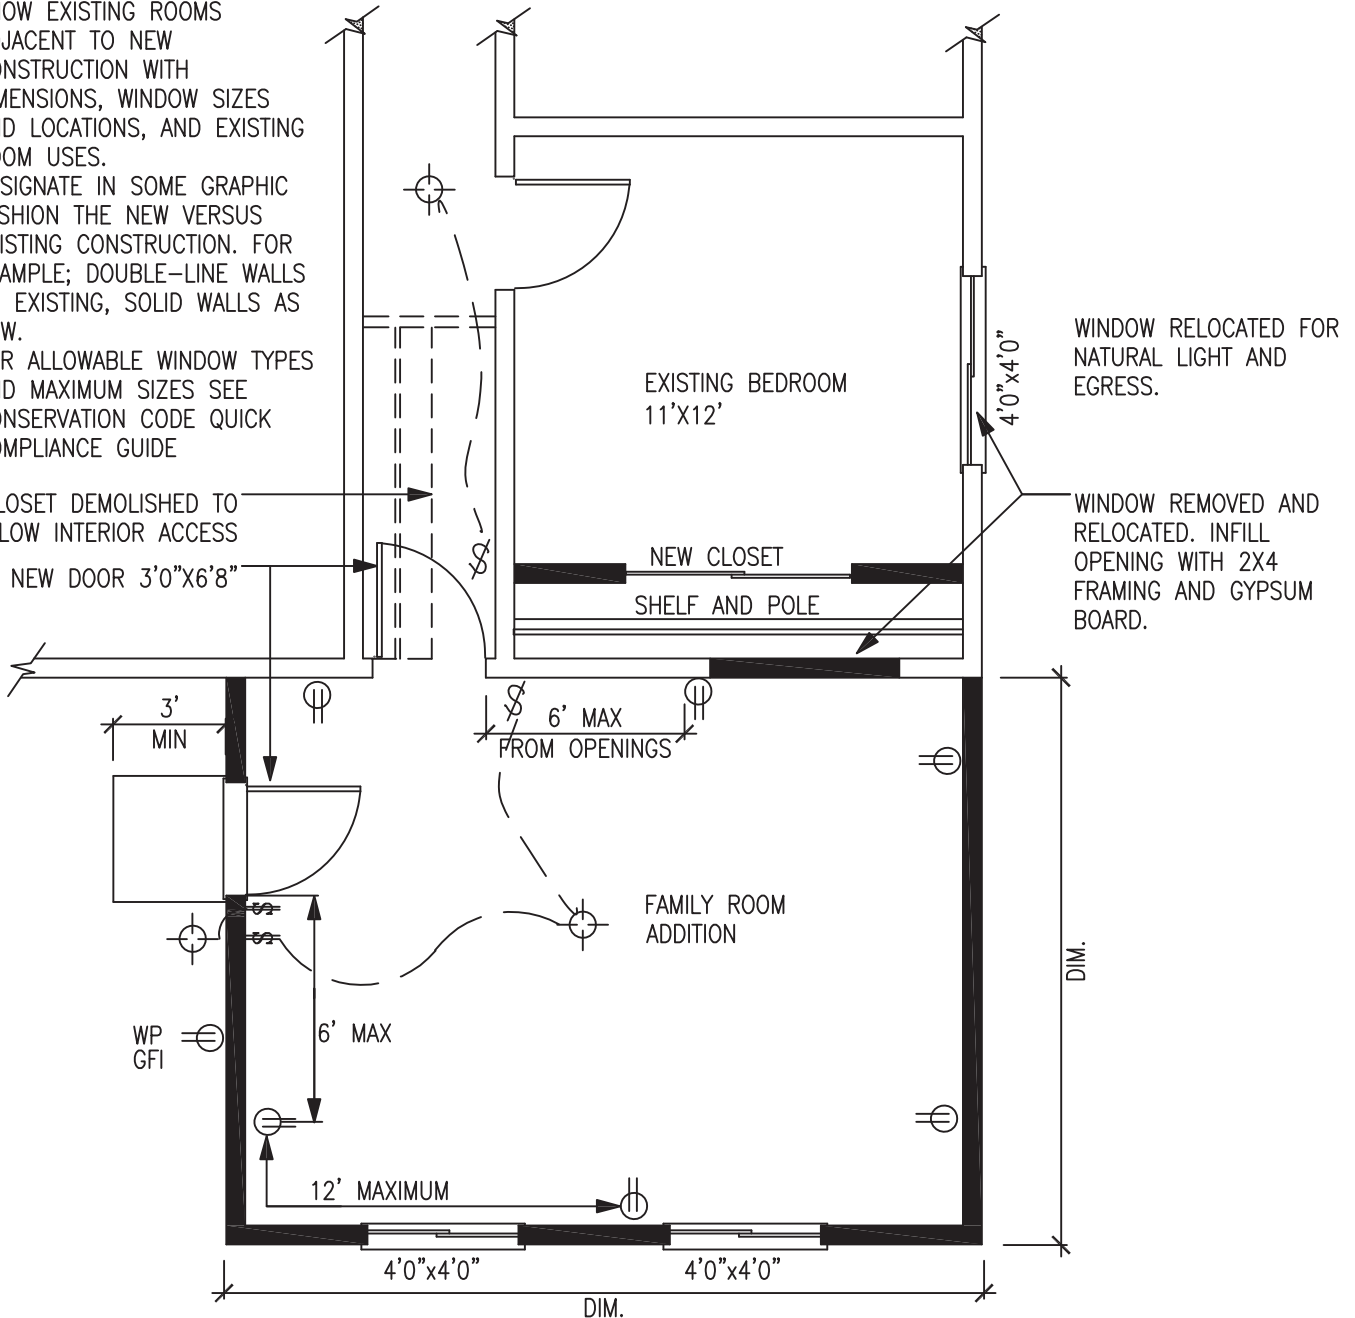 OW EXISTING ROOMS
JACENT TO NEW
ONSTRUCTION WITH
MENSIONS, WINDOW SIZES
D LOCATIONS, AND EXISTING
OM USES.
SIGNATE IN SOME GRAPHIC
SHION THE NEW VERSUS
ISTING CONSTRUCTION. FOR
AMPLE; DOUBLE-LINE WALLS
EXISTING, SOLID WALLS AS
W.
R ALLOWABLE WINDOW TYPES
D MAXIMUM SIZES SEE
ONSERVATION CODE QUICK
OMPLIANCE GUIDE
LOSET DEMOLISHED TO
LOW INTERIOR ACCESS
NEW DOOR 3'0"X6'8"
EXISTING BEDROOM
11'X12'
4'0"x4'0"
WINDOW RELOCATED FOR
NATURAL LIGHT AND
EGRESS.
WINDOW REMOVED AND
RELOCATED. INFILL
OPENING WITH 2X4
FRAMING AND GYPSUM
BOARD.
NEW CLOSET
SHELF AND POLE
S
S
3'
MIN
6' MAX
FROM OPENINGS
S
S
FAMILY ROOM
ADDITION
DIM.
6' MAX
WP
GFI
12' MAXIMUM
4'0"x4'0"
4'0"x4'0"
DIM.